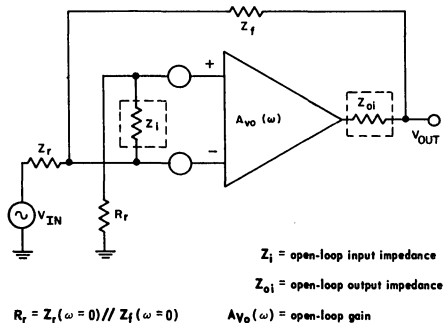 Z_f
+
Z_i
A_VO (ω)
Z_oi
V_OUT
Z_r
−
V_IN
R_r
Z_i = open-loop input impedance
Z_oi = open-loop output impedance
R_r = Z_r(ω = 0) // Z_f (ω = 0)
A_Vo (ω) = open-loop gain